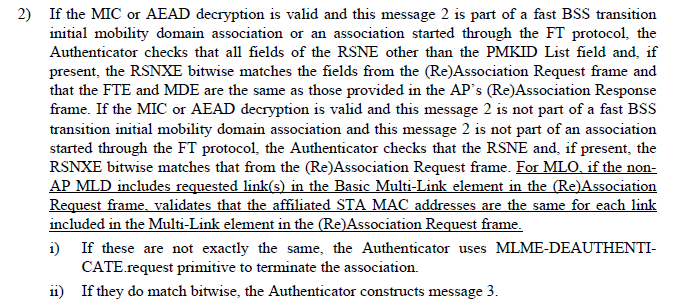 2) If the MIC or AEAD decryption is valid and this message 2 is part of a fast BSS transition
initial mobility domain association or an association started through the FT protocol, the
Authenticator checks that all fields of the RSNE other than the PMKID List field and, if
present, the RSNXE bitwise matches the fields from the (Re)Association Request frame and
that the FTE and MDE are the same as those provided in the AP's (Re)Association Response
frame. If the MIC or AEAD decryption is valid and this message 2 is not part of a fast BSS
transition initial mobility domain association and this message 2 is not part of an association
started through the FT protocol, the Authenticator checks that the RSNE and, if present, the
RSNXE bitwise matches that from the (Re)Association Request frame. For MLO, if the non-
AP MLD includes requested link(s) in the Basic Multi-Link element in the (Re)Association
Request frame, validates that the affiliated STA MAC addresses are the same for each link
included in the Multi-Link element in the (Re)Association Request frame.
i) If these are not exactly the same, the Authenticator uses MLME-DEAUTHENTI-
CATE.request primitive to terminate the association.
ii) If they do match bitwise, the Authenticator constructs message 3.